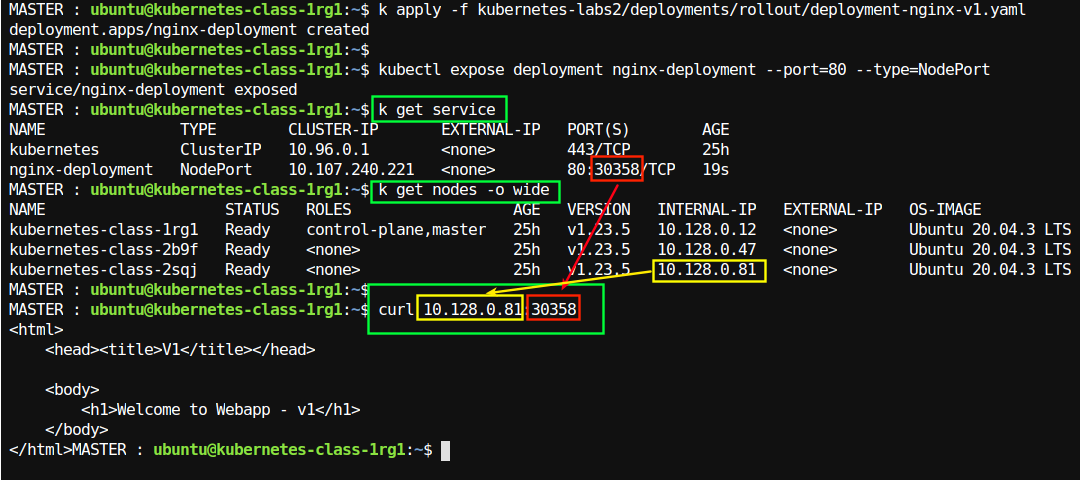 MASTER : ubuntu@kubernetes-class-1rg1:~$ k apply -f kubernetes-labs2/deployments/rollout/deployment-nginx-v1.yaml
deployment.apps/nginx-deployment created
MASTER : ubuntu@kubernetes-class-1rg1:~$
MASTER : ubuntu@kubernetes-class-1rg1:~$ kubectl expose deployment nginx-deployment --port=80 --type=NodePort
service/nginx-deployment exposed
MASTER : ubuntu@kubernetes-class-1rg1:~$ k get service
NAME TYPE CLUSTER-IP EXTERNAL-IP PORT(S) AGE
kubernetes ClusterIP 10.96.0.1 <none> 443/TCP 25h
nginx-deployment NodePort 10.107.240.221 <none> 80:30358/TCP 19s
MASTER : ubuntu@kubernetes-class-1rg1:~$ k get nodes -o wide
NAME STATUS ROLES AGE VERSION INTERNAL-IP EXTERNAL-IP OS-IMAGE
kubernetes-class-1rg1 Ready control-plane,master 25h v1.23.5 10.128.0.12 <none> Ubuntu 20.04.3 LTS
kubernetes-class-2b9f Ready <none> 25h v1.23.5 10.128.0.47 <none> Ubuntu 20.04.3 LTS
kubernetes-class-2sqj Ready <none> 25h v1.23.5 10.128.0.81 <none> Ubuntu 20.04.3 LTS
MASTER : ubuntu@kubernetes-class-1rg1:~$
MASTER : ubuntu@kubernetes-class-1rg1:~$ curl 10.128.0.81:30358
<html>
<head><title>V1</title></head>
<body>
<h1>Welcome to Webapp - v1</h1>
</body>
</html>MASTER : ubuntu@kubernetes-class-1rg1:~$